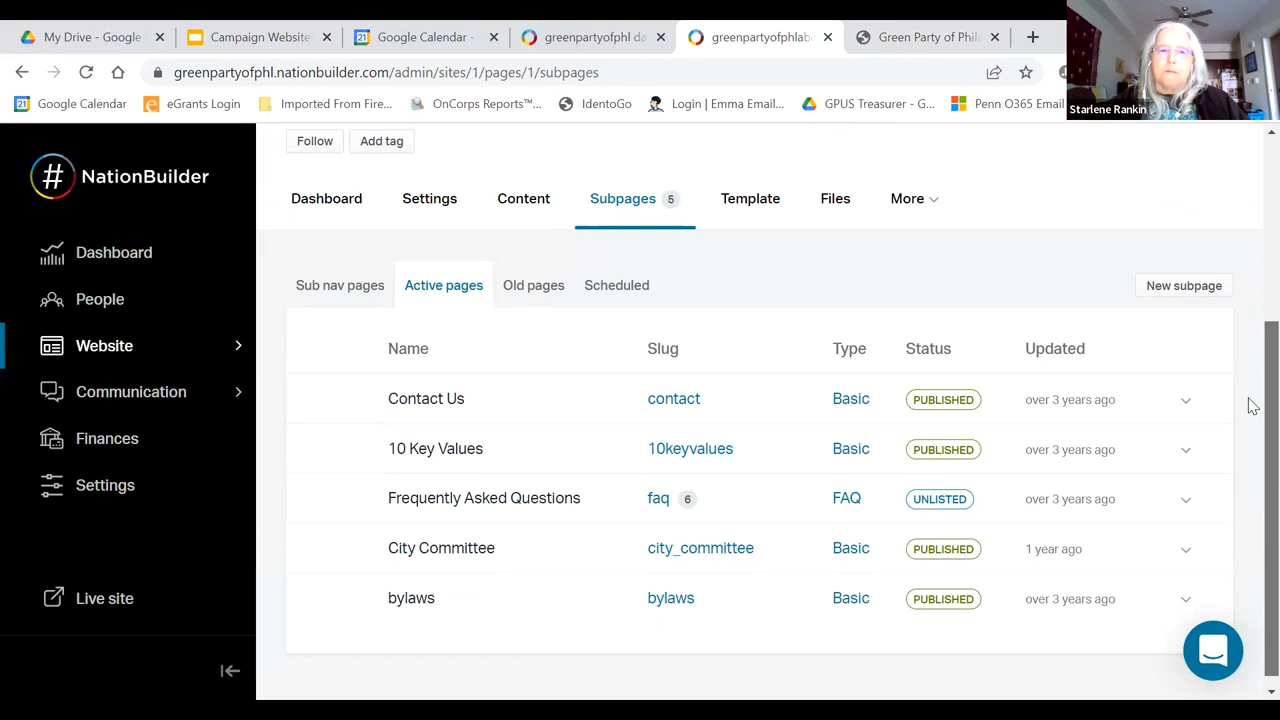 My Drive - Google
Campaign Website
Google Calendar -
greenpartyofphl da
greenpartyofphlab
Green Party of Phil
greenpartyofphl.nationbuilder.com/admin/sites/1/pages/1/subpages
Google Calendar
eGrants Login
Imported From Fire...
OnCorps Reports™...
IdentoGo
Login | Emma Email...
GPUS Treasurer - G...
Penn O365 Email
Starlene Rankin
# NationBuilder
Dashboard
People
Website
Communication
Finances
Settings
Live site
Follow
Add tag
Dashboard
Settings
Content
Subpages 5
Template
Files
More
Sub nav pages
Active pages
Old pages
Scheduled
New subpage
Name Slug Type Status Updated
Contact Us contact Basic PUBLISHED over 3 years ago
10 Key Values 10keyvalues Basic PUBLISHED over 3 years ago
Frequently Asked Questions faq 6 FAQ UNLISTED over 3 years ago
City Committee city_committee Basic PUBLISHED 1 year ago
bylaws bylaws Basic PUBLISHED over 3 years ago